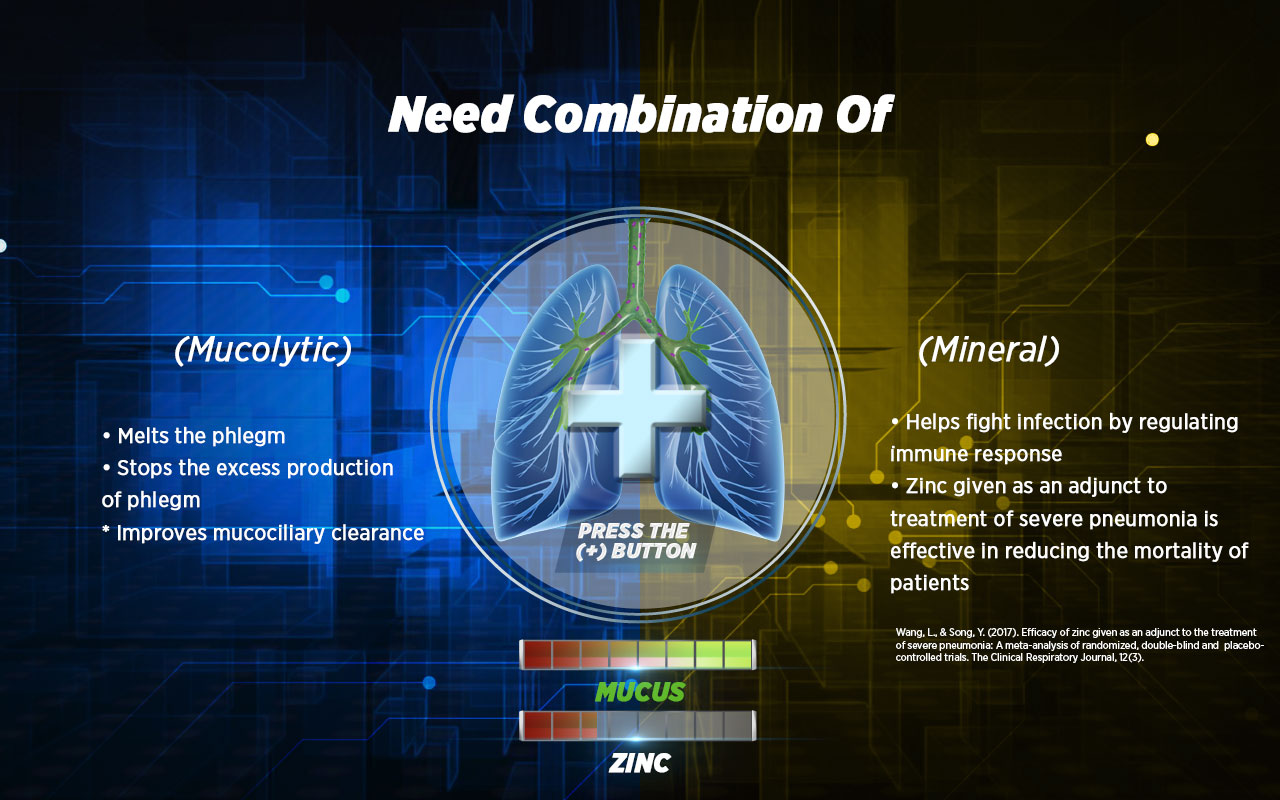 Need Combination Of
(Mucolytic)
• Melts the phlegm
• Stops the excess production
of phlegm
* Improves mucociliary clearance
PRESS THE
(+) BUTTON
(Mineral)
• Helps fight infection by regulating
immune response
• Zinc given as an adjunct to
treatment of severe pneumonia is
effective in reducing the mortality of
patients
Wang, L., & Song, Y. (2017). Efficacy of zinc given as an adjunct to the treatment
of severe pneumonia: A meta-analysis of randomized, double-blind and placebo-
controlled trials. The Clinical Respiratory Journal, 12(3).
MUCUS
ZINC